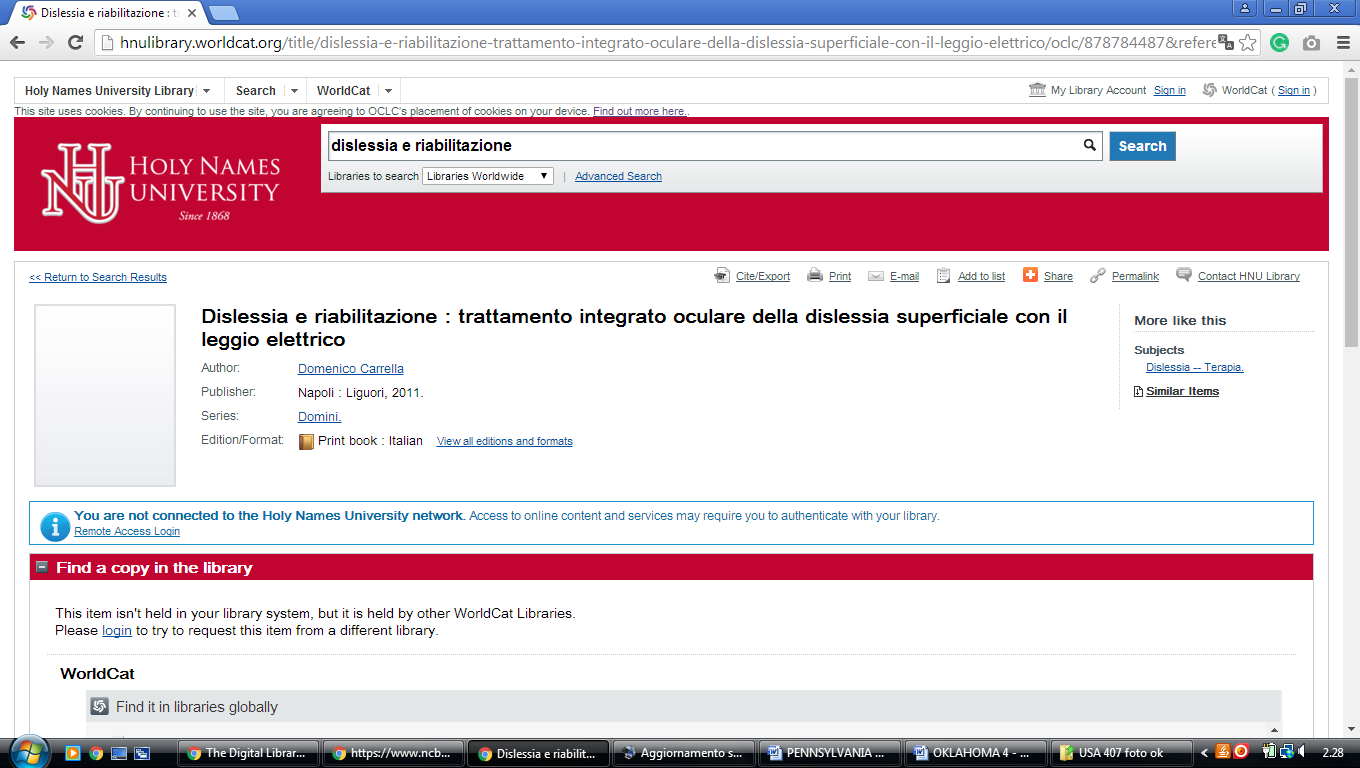 Dislessia e riabilitazione : t
hnulibrary.worldcat.org/title/dislessia-e-riabilitazione-trattamento-integrato-oculare-della-dislessia-superficiale-con-il-leggio-elettrico/oclc/878784487&refere
Holy Names University Library Search WorldCat My Library Account Sign in WorldCat ( Sign in )
This site uses cookies. By continuing to use the site, you are agreeing to OCLC's placement of cookies on your device. Find out more here..
HNU HOLY NAMES UNIVERSITY
Since 1868
dislessia e riabilitazione Search
Libraries to search Libraries Worldwide | Advanced Search
<< Return to Search Results Cite/Export Print E-mail Add to list Share Permalink Contact HNU Library
Dislessia e riabilitazione : trattamento integrato oculare della dislessia superficiale con il
leggio elettrico
Author: Domenico Carrella
Publisher: Napoli : Liguori, 2011.
Series: Domini.
Edition/Format: Print book : Italian View all editions and formats
More like this
Subjects
Dislessia -- Terapia.
Similar Items
You are not connected to the Holy Names University network. Access to online content and services may require you to authenticate with your library.
Remote Access Login
Find a copy in the library
This item isn't held in your library system, but it is held by other WorldCat Libraries.
Please login to try to request this item from a different library.
WorldCat
Find it in libraries globally
The Digital Librar... https://www.ncb... Dislessia e riabilit... Aggiornamento s... PENNSYLVANIA ... OKLAHOMA 4 - ... USA 407 foto ok 2.28